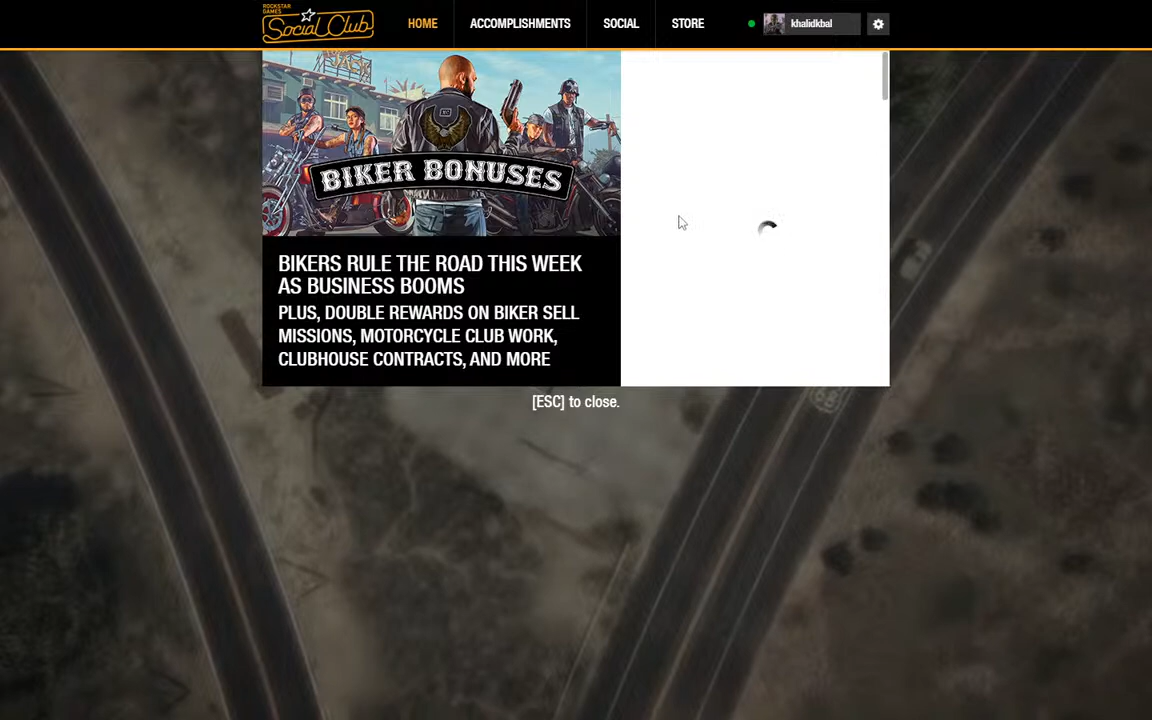 ROCKSTAR
GAMES
Social Club
HOME
ACCOMPLISHMENTS
SOCIAL
STORE
khalidkbal
BIKER BONUSES
BIKERS RULE THE ROAD THIS WEEK
AS BUSINESS BOOMS
PLUS, DOUBLE REWARDS ON BIKER SELL
MISSIONS, MOTORCYCLE CLUB WORK,
CLUBHOUSE CONTRACTS, AND MORE
[ESC] to close.